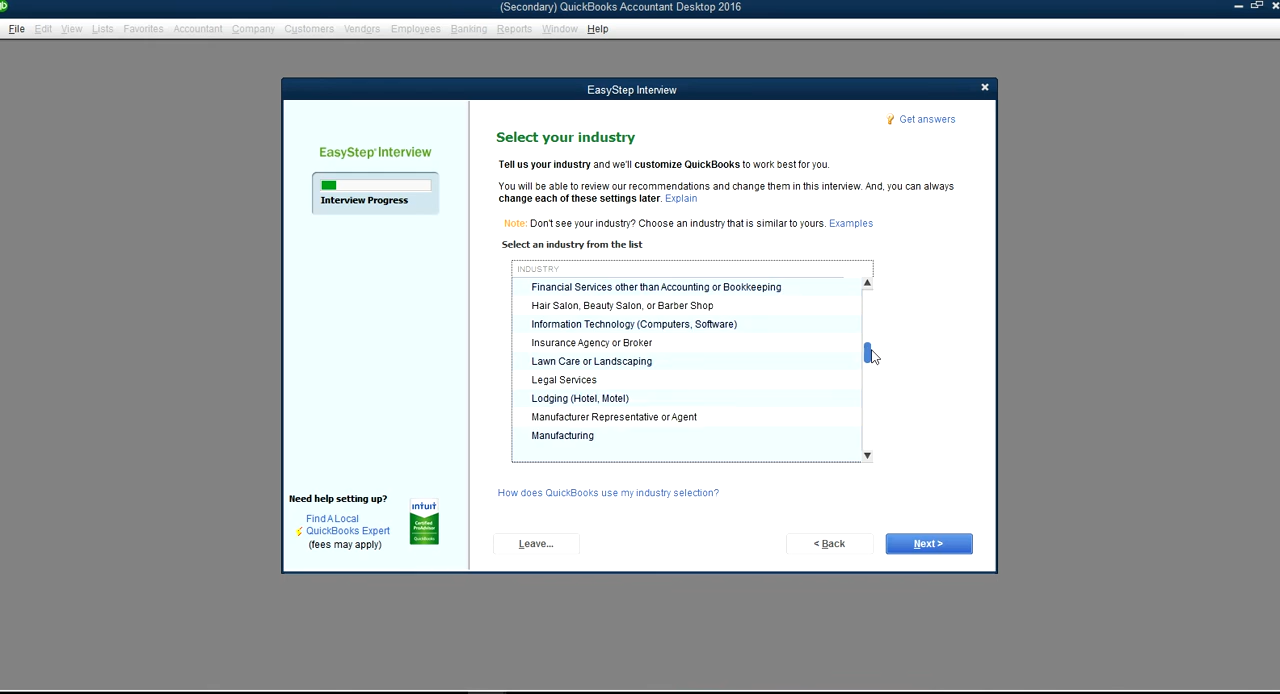 (Secondary) QuickBooks Accountant Desktop 2016
File Edit View Lists Favorites Accountant Company Customers Vendors Employees Banking Reports Window Help
EasyStep Interview
Get answers
Select your industry
EasyStep Interview
Tell us your industry and we'll customize QuickBooks to work best for you.
You will be able to review our recommendations and change them in this interview. And, you can always
change each of these settings later. Explain
Interview Progress
Note: Don't see your industry? Choose an industry that is similar to yours. Examples
Select an industry from the list
INDUSTRY
Financial Services other than Accounting or Bookkeeping
Hair Salon, Beauty Salon, or Barber Shop
Information Technology (Computers, Software)
Insurance Agency or Broker
Lawn Care or Landscaping
Legal Services
Lodging (Hotel, Motel)
Manufacturer Representative or Agent
Manufacturing
How does QuickBooks use my industry selection?
Need help setting up?
Find A Local
QuickBooks Expert
(fees may apply)
intuit
Certified
ProAdvisor
QuickBooks
Leave...
< Back
Next >